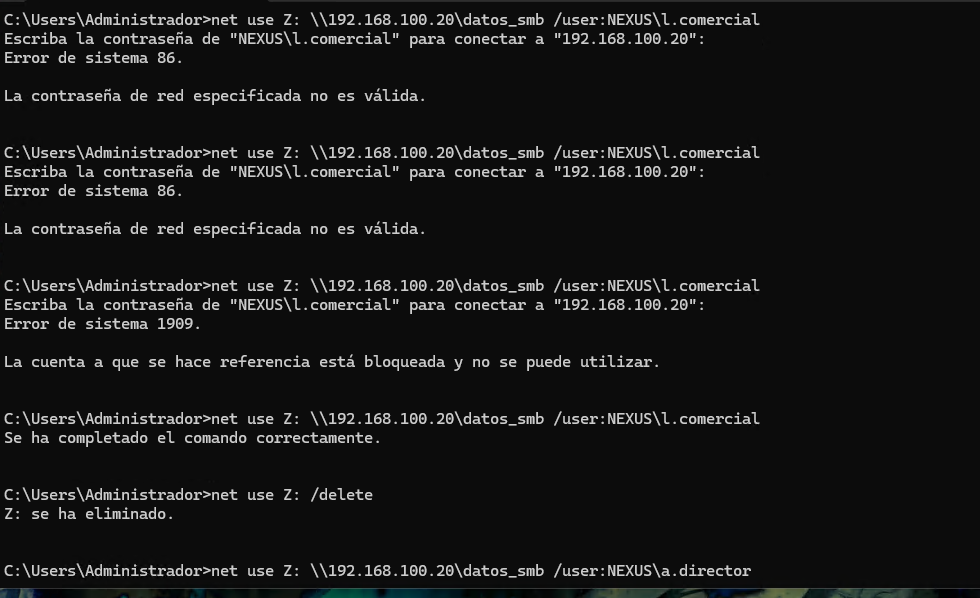 C:\Users\Administrador>net use Z: \\192.168.100.20\datos_smb /user:NEXUS\l.comercial
Escriba la contraseña de "NEXUS\l.comercial" para conectar a "192.168.100.20":
Error de sistema 86.
La contraseña de red especificada no es válida.
C:\Users\Administrador>net use Z: \\192.168.100.20\datos_smb /user:NEXUS\l.comercial
Escriba la contraseña de "NEXUS\l.comercial" para conectar a "192.168.100.20":
Error de sistema 86.
La contraseña de red especificada no es válida.
C:\Users\Administrador>net use Z: \\192.168.100.20\datos_smb /user:NEXUS\l.comercial
Escriba la contraseña de "NEXUS\l.comercial" para conectar a "192.168.100.20":
Error de sistema 1909.
La cuenta a que se hace referencia está bloqueada y no se puede utilizar.
C:\Users\Administrador>net use Z: \\192.168.100.20\datos_smb /user:NEXUS\l.comercial
Se ha completado el comando correctamente.
C:\Users\Administrador>net use Z: /delete
Z: se ha eliminado.
C:\Users\Administrador>net use Z: \\192.168.100.20\datos_smb /user:NEXUS\a.director